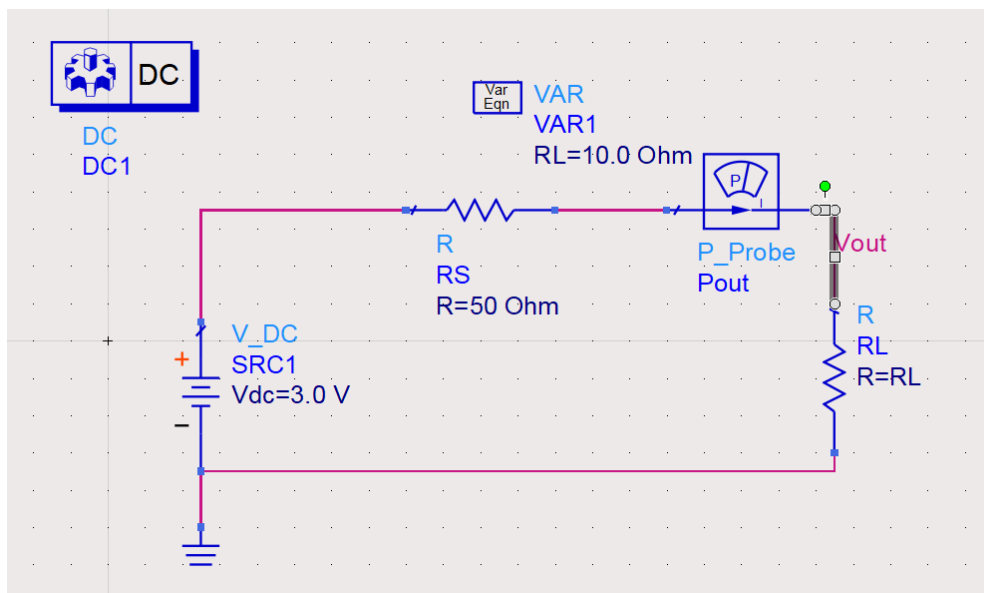 DC
DC
DC1
Var
Eqn
VAR
VAR1
RL=10.0 Ohm
R
RS
R=50 Ohm
P
I
P_Probe
Pout
Vout
+
V_DC
SRC1
Vdc=3.0 V
−
R
RL
R=RL